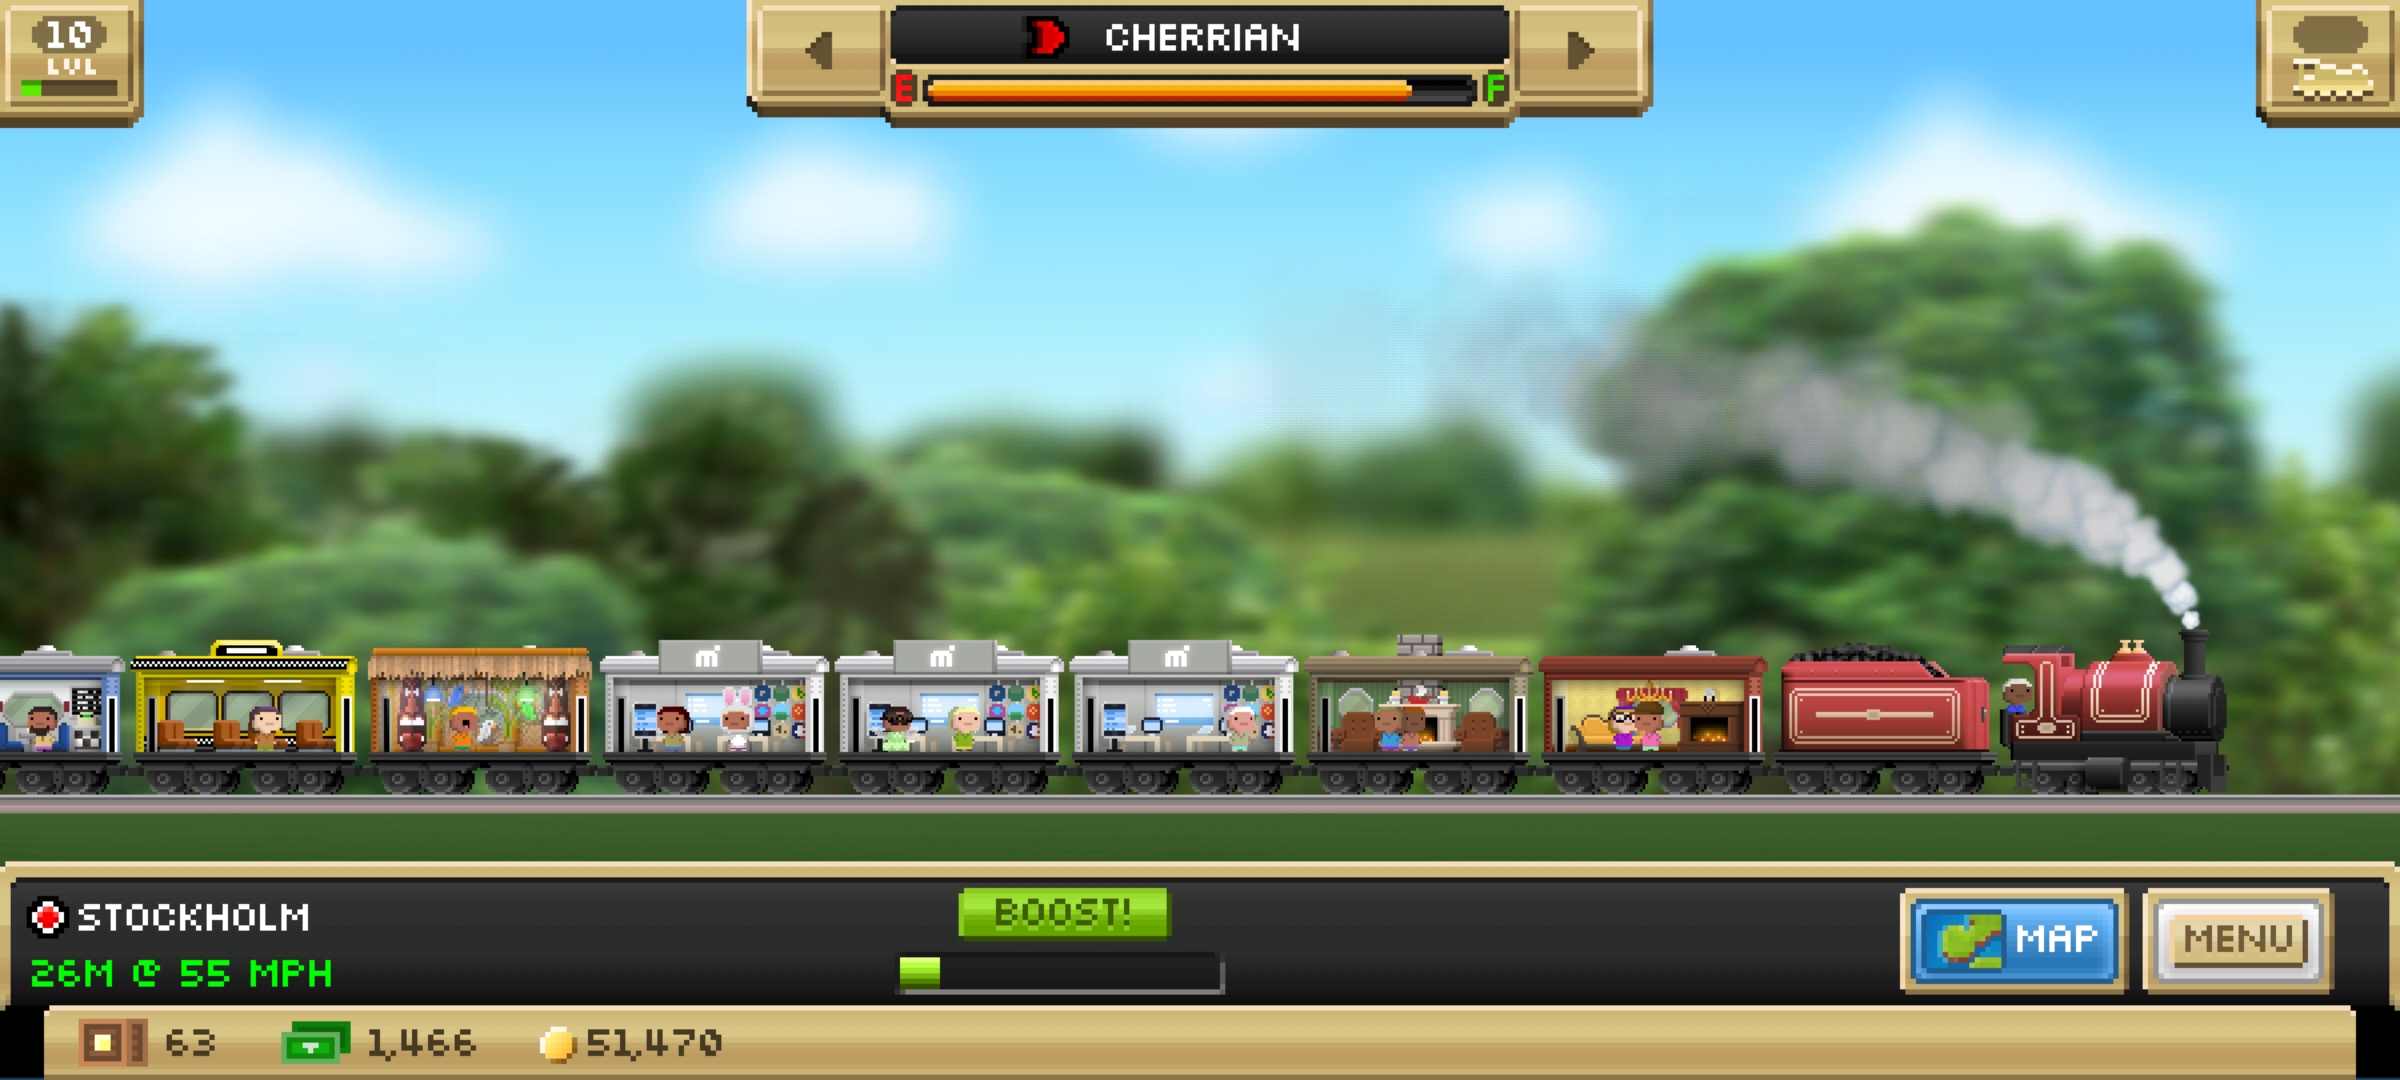 10
LVL
CHERRIAN
E F
m m m
STOCKHOLM
BOOST!
26M @ 55 MPH
MAP
MENU
63
1,466
51,470